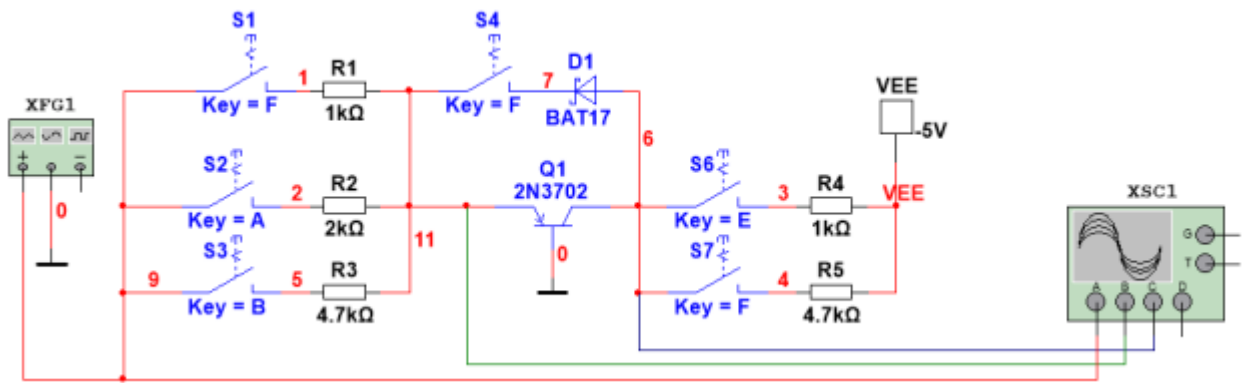 S1
S4
1
R1
7
D1
Key = F
1kΩ
Key = F
BAT17
VEE
-5V
XFG1
+
−
6
S2
2
R2
Q1
2N3702
S6
3
R4
VEE
XSC1
0
Key = A
2kΩ
Key = E
1kΩ
G
T
S3
11
0
S7
9
5
R3
4
R5
A
B
C
D
Key = B
4.7kΩ
Key = F
4.7kΩ